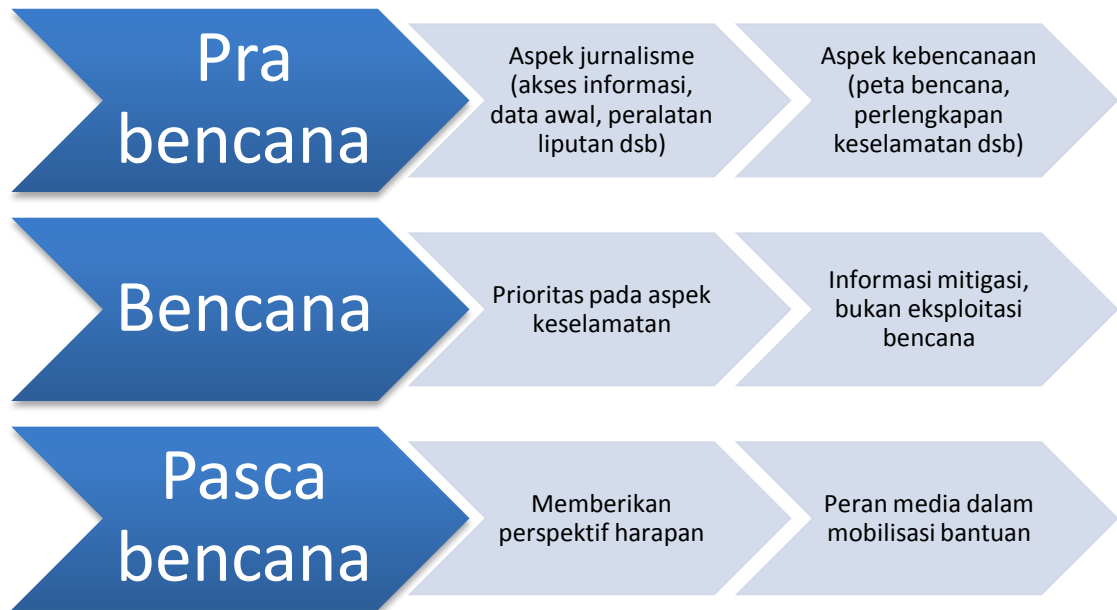 Pra
bencana
Aspek jurnalisme
(akses informasi,
data awal, peralatan
liputan dsb)
Aspek kebencanaan
(peta bencana,
perlengkapan
keselamatan dsb)
Bencana
Prioritas pada aspek
keselamatan
Informasi mitigasi,
bukan eksploitasi
bencana
Pasca
bencana
Memberikan
perspektif harapan
Peran media dalam
mobilisasi bantuan